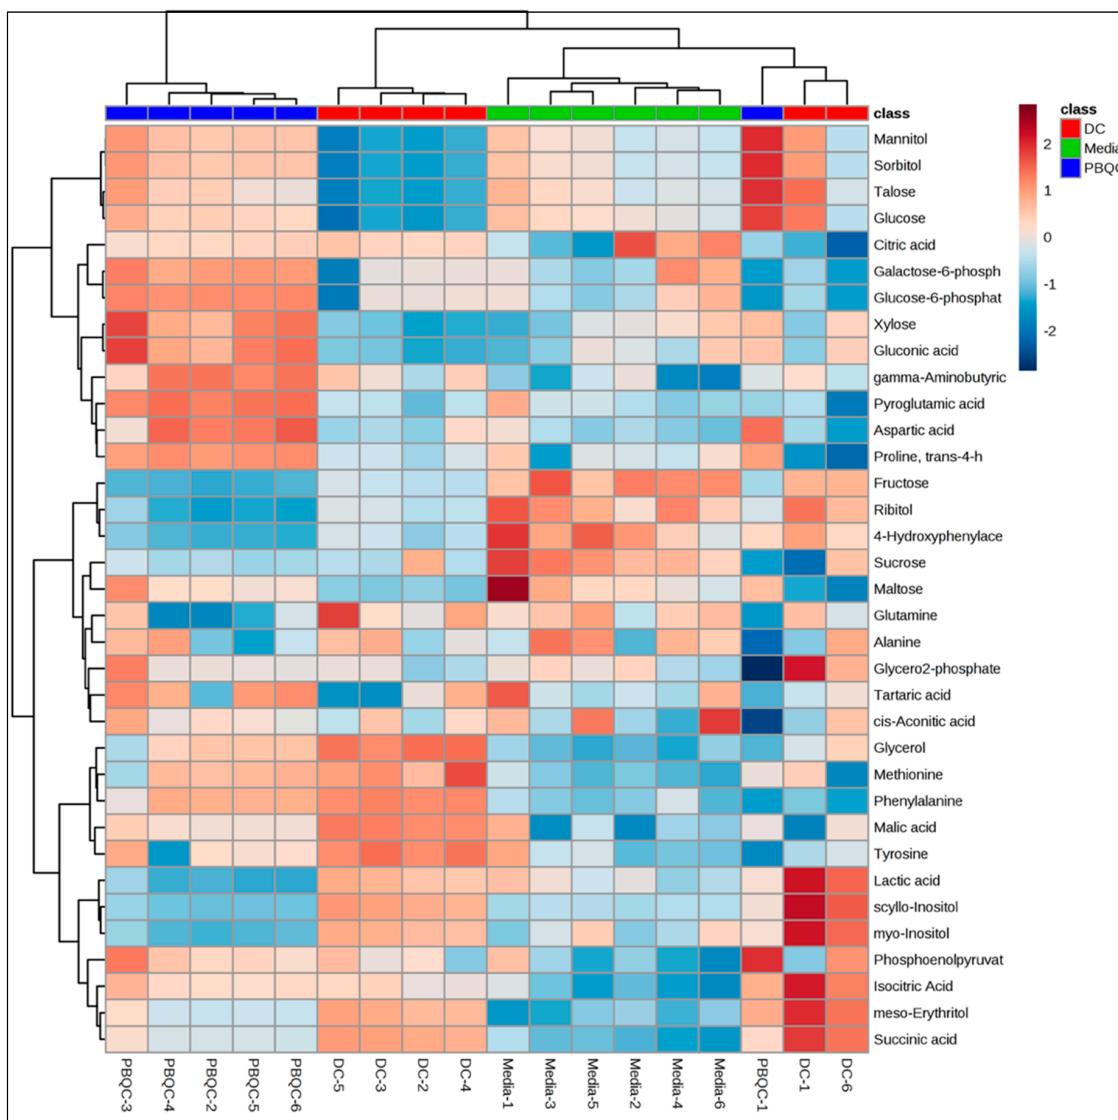 class
class
DC
Media
PBQC
2
1
0
-1
-2
Mannitol
Sorbitol
Talose
Glucose
Citric acid
Galactose-6-phosph
Glucose-6-phosphat
Xylose
Gluconic acid
gamma-Aminobutyric
Pyroglutamic acid
Aspartic acid
Proline, trans-4-h
Fructose
Ribitol
4-Hydroxyphenylace
Sucrose
Maltose
Glutamine
Alanine
Glycero2-phosphate
Tartaric acid
cis-Aconitic acid
Glycerol
Methionine
Phenylalanine
Malic acid
Tyrosine
Lactic acid
scyllo-Inositol
myo-Inositol
Phosphoenolpyruvat
Isocitric Acid
meso-Erythritol
Succinic acid
PBQC-3
PBQC-4
PBQC-2
PBQC-5
PBQC-6
DC-5
DC-3
DC-2
DC-4
Media-1
Media-3
Media-5
Media-2
Media-4
Media-6
PBQC-1
DC-1
DC-6